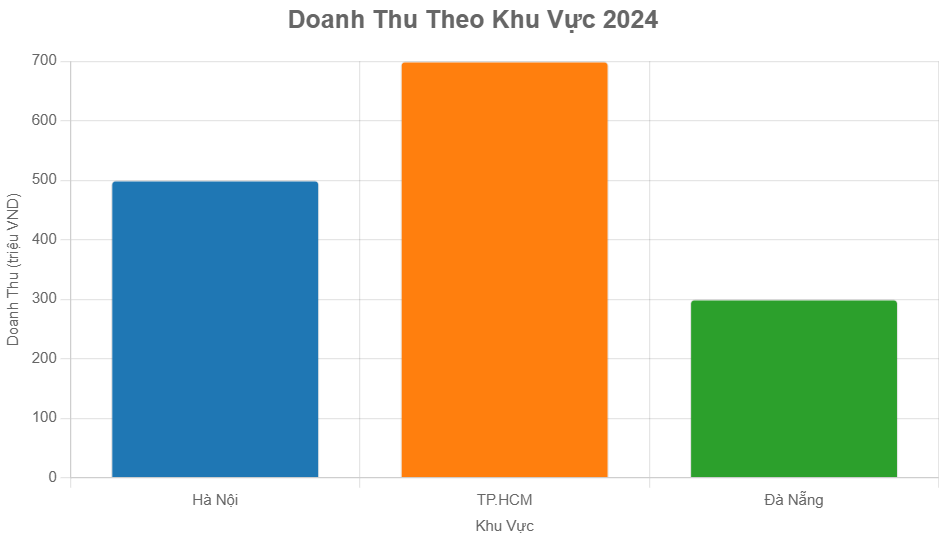 Doanh Thu Theo Khu Vực 2024
Doanh Thu (triệu VND)
700
600
500
400
300
200
100
0
Hà Nội
TP.HCM
Đà Nẵng
Khu Vực